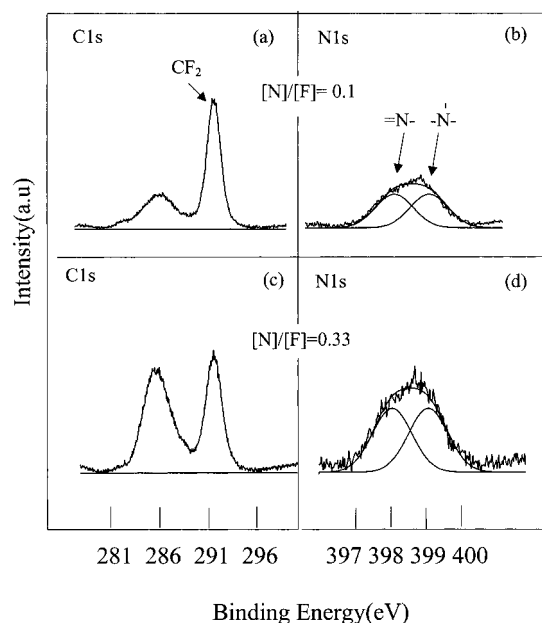 C1s (a)
N1s (b)
CF2
[N]/[F]= 0.1
=N- -N-
C1s (c)
N1s (d)
[N]/[F]=0.33
Intensity(a.u)
281 286 291 296
397 398 399 400
Binding Energy(eV)